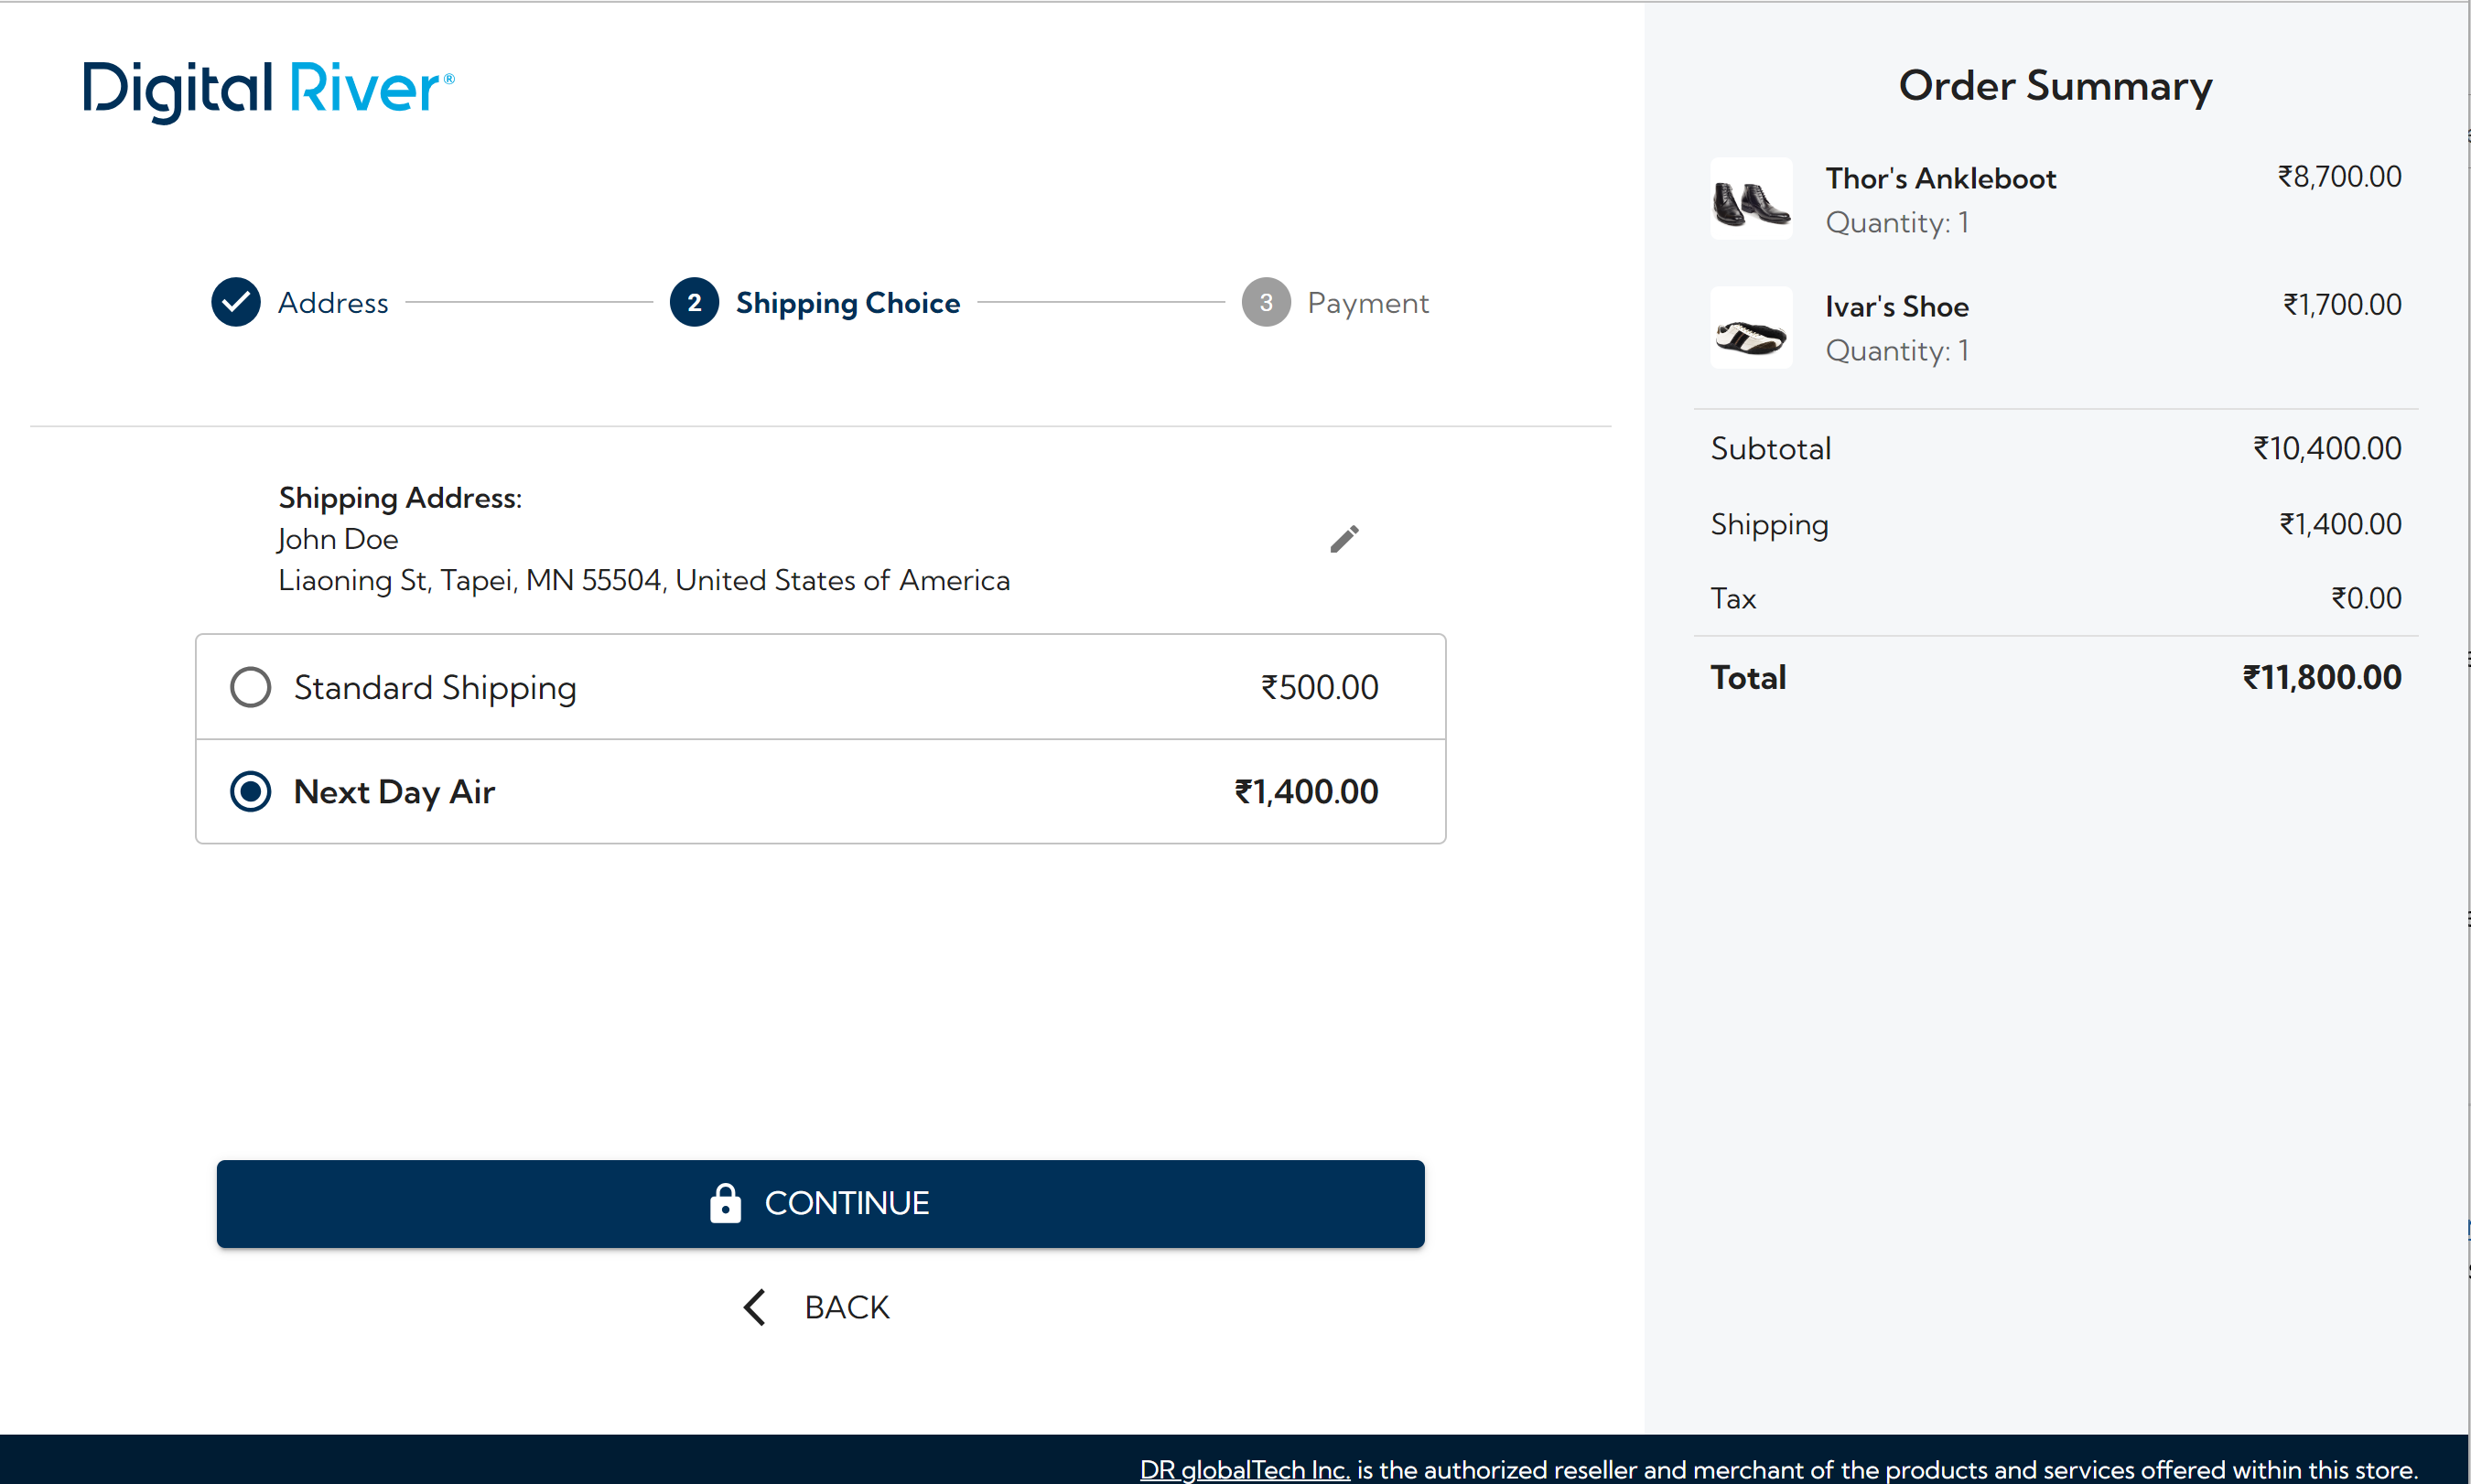 Digital River®
Address
2 Shipping Choice
3 Payment
Shipping Address:
John Doe
Liaoning St, Tapei, MN 55504, United States of America
Standard Shipping ₹500.00
Next Day Air ₹1,400.00
CONTINUE
BACK
Order Summary
Thor's Ankleboot ₹8,700.00
Quantity: 1
Ivar's Shoe ₹1,700.00
Quantity: 1
Subtotal ₹10,400.00
Shipping ₹1,400.00
Tax ₹0.00
Total ₹11,800.00
DR globalTech Inc. is the authorized reseller and merchant of the products and services offered within this store.